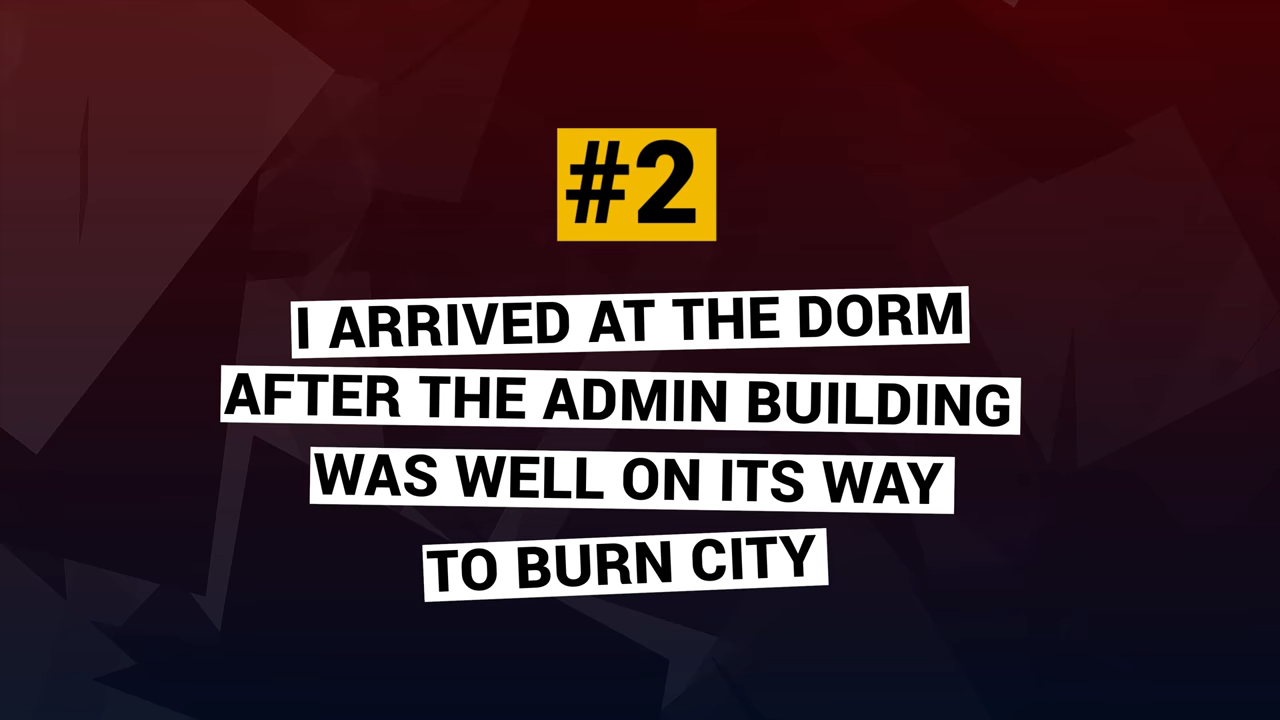 #2
I ARRIVED AT THE DORM
AFTER THE ADMIN BUILDING
WAS WELL ON ITS WAY
TO BURN CITY